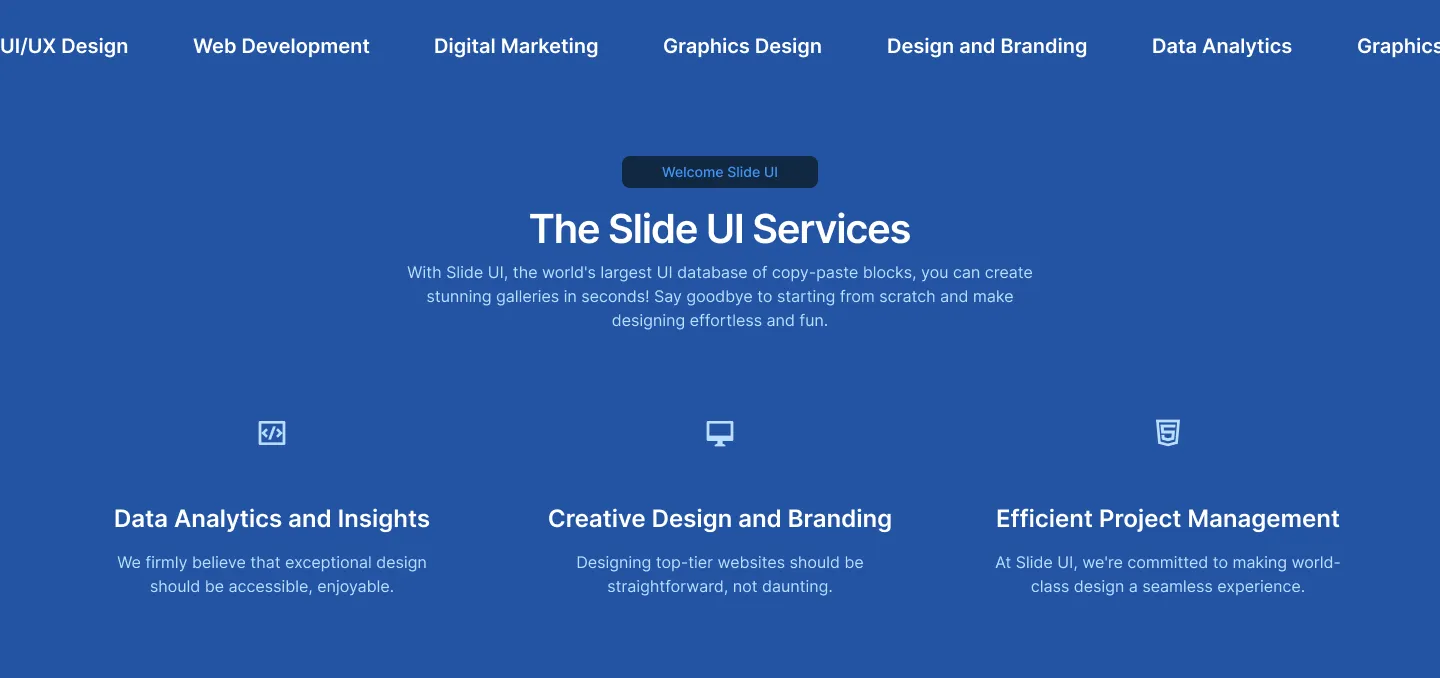 UI/UX Design Web Development Digital Marketing Graphics Design Design and Branding Data Analytics Graphics
Welcome Slide UI
The Slide UI Services
With Slide UI, the world's largest UI database of copy-paste blocks, you can create
stunning galleries in seconds! Say goodbye to starting from scratch and make
designing effortless and fun.
Data Analytics and Insights
We firmly believe that exceptional design
should be accessible, enjoyable.
Creative Design and Branding
Designing top-tier websites should be
straightforward, not daunting.
Efficient Project Management
At Slide UI, we're committed to making world-
class design a seamless experience.